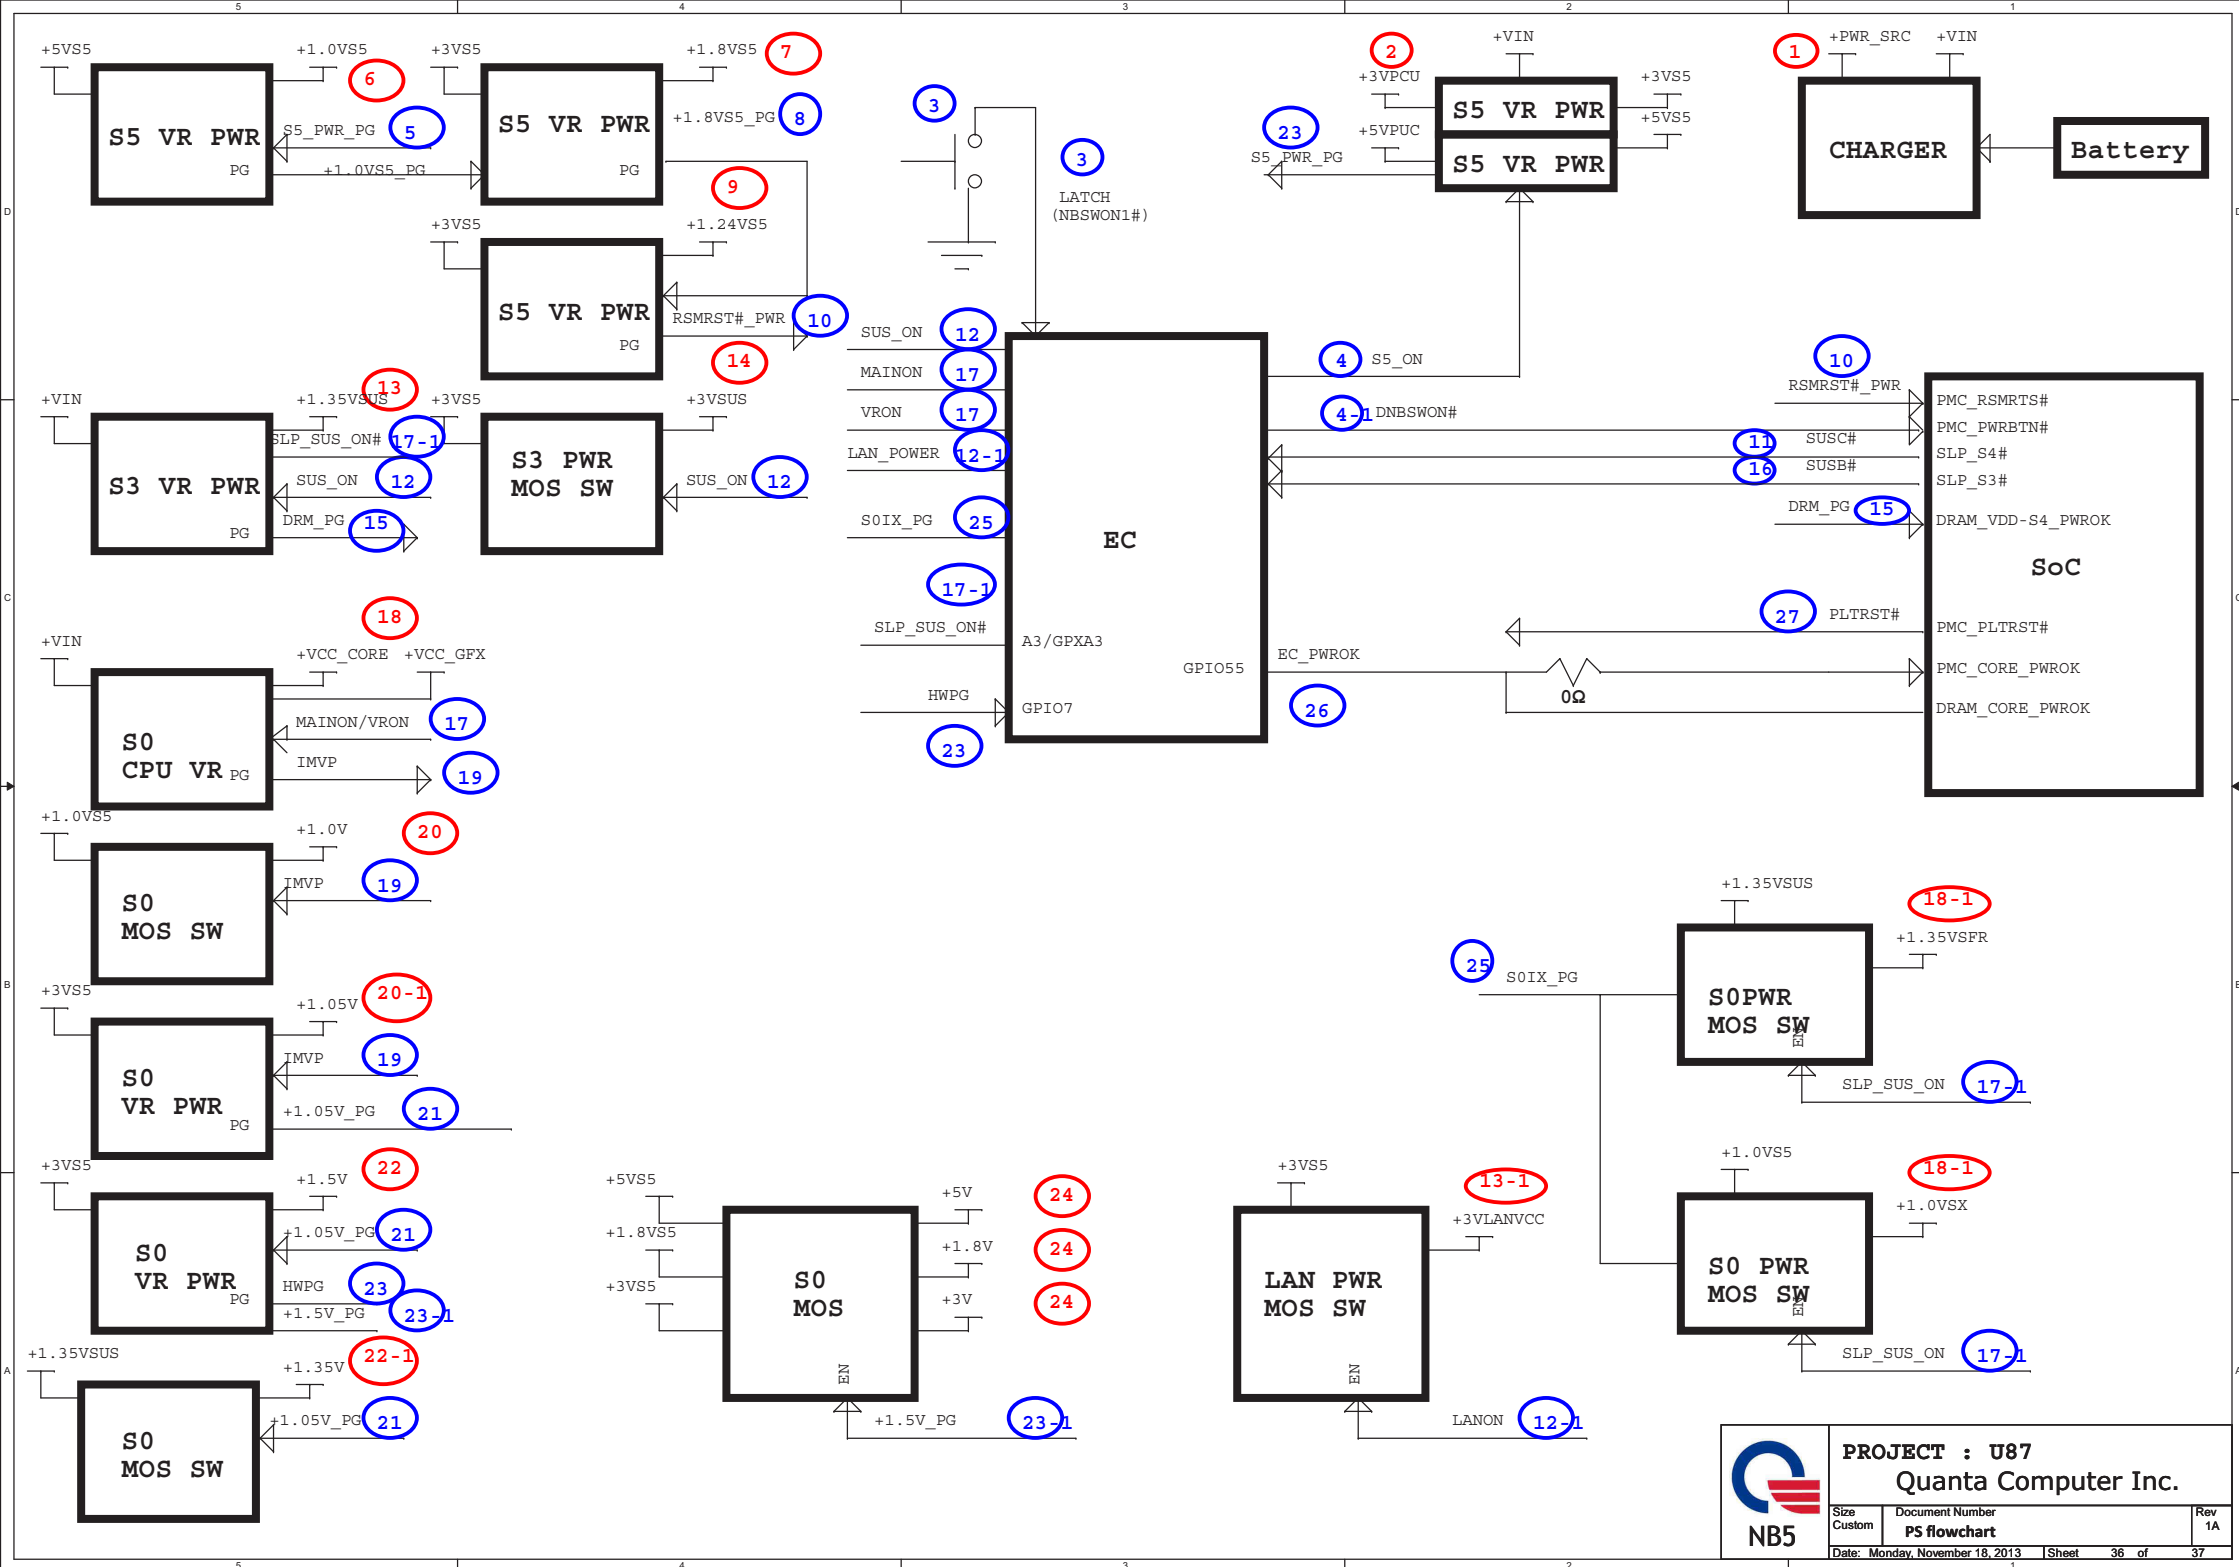 5 4 3 2 1
+5VS5
+1.0VS5
6
S5 VR PWR
S5_PWR_PG
5
PG
+1.0VS5_PG
+3VS5
+1.8VS5
7
S5 VR PWR
+1.8VS5_PG
8
PG
9
+3VS5
+1.24VS5
S5 VR PWR
RSMRST#_PWR
10
PG
14
3
3
LATCH
(NBSWON1#)
2
+VIN
+3VPCU
+3VS5
S5 VR PWR
23
+5VPUC
+5VS5
S5_PWR_PG
S5 VR PWR
1
+PWR_SRC
+VIN
CHARGER
Battery
D
D
13
+VIN
+1.35VSUS
SLP_SUS_ON#
17-1
S3 VR PWR
SUS_ON
12
DRM_PG
15
PG
+3VS5
+3VSUS
S3 PWR
MOS SW
SUS_ON
12
SUS_ON
12
MAINON
17
VRON
17
LAN_POWER
12-1
S0IX_PG
25
17-1
SLP_SUS_ON#
HWPG
23
EC
A3/GPXA3
GPIO55
GPIO7
4
S5_ON
4-1
DNBSWON#
EC_PWROK
26
0Ω
10
RSMRST#_PWR
11
SUSC#
16
SUSB#
DRM_PG
15
27
PLTRST#
PMC_RSMRTS#
PMC_PWRBTN#
SLP_S4#
SLP_S3#
DRAM_VDD-S4_PWROK
SoC
PMC_PLTRST#
PMC_CORE_PWROK
DRAM_CORE_PWROK
C
C
18
+VIN
+VCC_CORE
+VCC_GFX
MAINON/VRON
17
S0
CPU VR
PG
IMVP
19
+1.0VS5
+1.0V
20
IMVP
19
S0
MOS SW
B
B
+3VS5
+1.05V
20-1
IMVP
19
S0
VR PWR
PG
+1.05V_PG
21
+3VS5
+1.5V
22
+1.05V_PG
21
S0
VR PWR
PG
HWPG
23
+1.5V_PG
23-1
A
A
+1.35VSUS
+1.35V
22-1
+1.05V_PG
21
S0
MOS SW
+5VS5
+5V
24
+1.8VS5
+1.8V
24
+3VS5
+3V
24
S0
MOS
EN
+1.5V_PG
23-1
+3VS5
13-1
+3VLANVCC
LAN PWR
MOS SW
EN
LANON
12-1
+1.35VSUS
18-1
+1.35VSFR
25
S0IX_PG
S0PWR
MOS SW
EN
SLP_SUS_ON
17-1
+1.0VS5
18-1
+1.0VSX
S0 PWR
MOS SW
EN
SLP_SUS_ON
17-1
NB5
PROJECT : U87
Quanta Computer Inc.
Size
Custom
Document Number
PS flowchart
Rev
1A
Date: Monday, November 18, 2013
Sheet 36 of 37
5 4 3 2 1